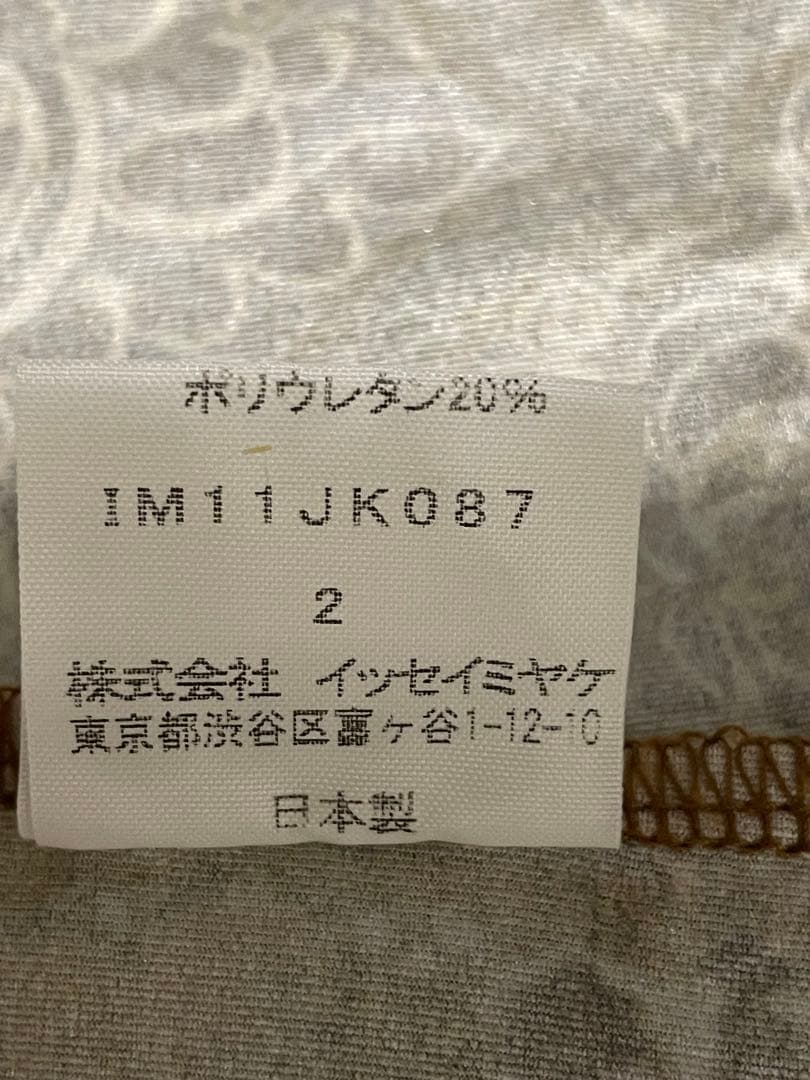 ポリウレタン20%
IM11JK087
2
株式会社 イッセイミヤケ
東京都渋谷区富ヶ谷1-12-10
日本製